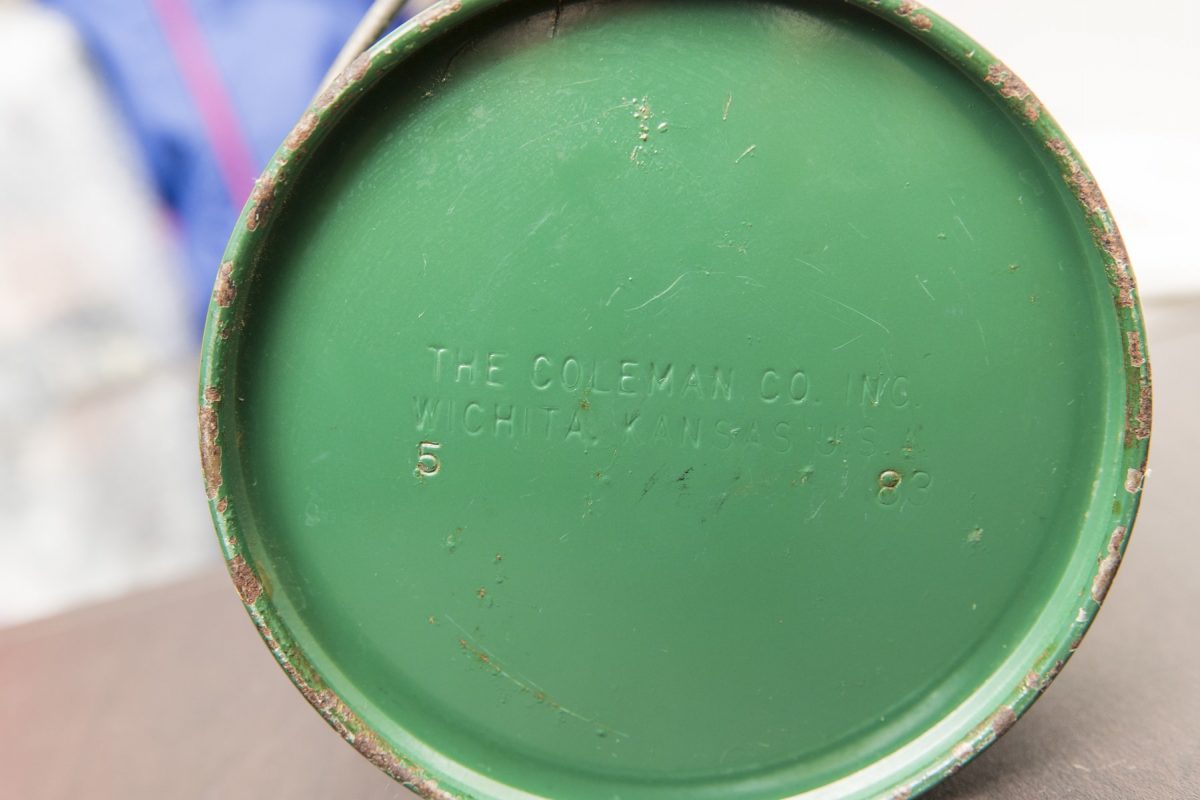 THE COLEMAN CO. INC.
WICHITA, KANSAS U.S.A.
5 83